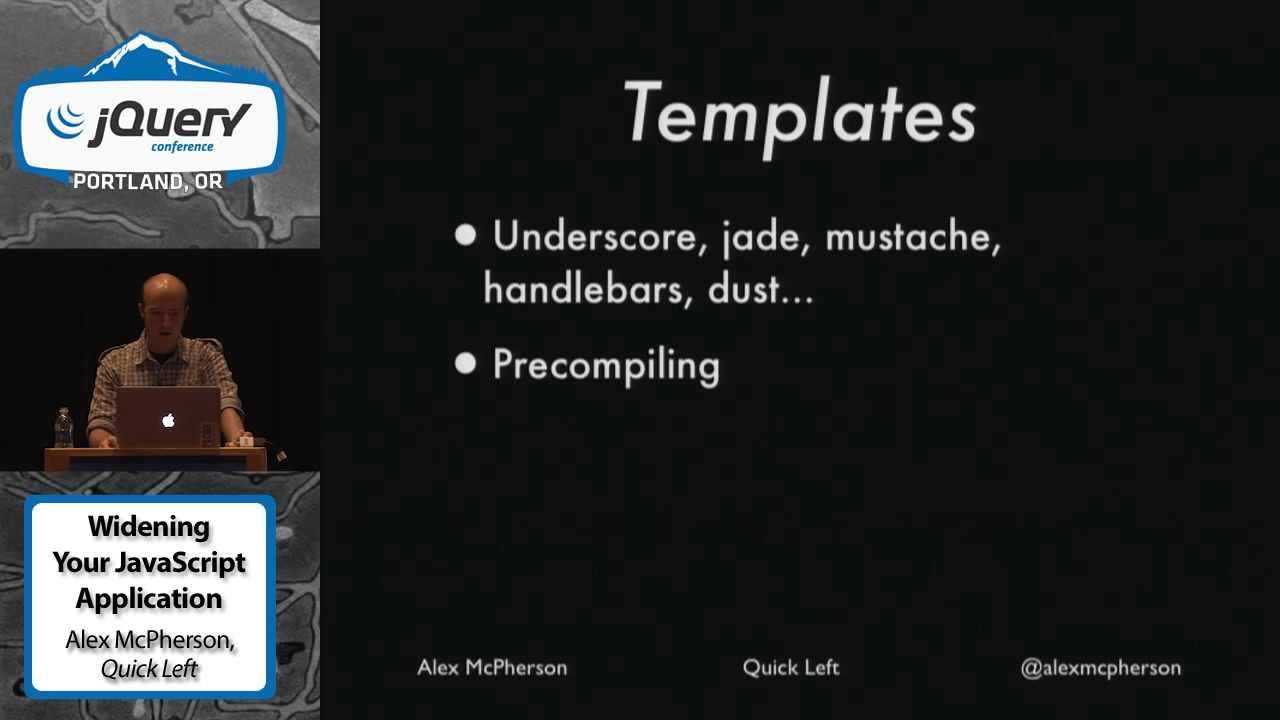 jQuery
conference
PORTLAND, OR
Widening
Your JavaScript
Application
Alex McPherson,
Quick Left
Templates
• Underscore, jade, mustache,
handlebars, dust...
• Precompiling
Alex McPherson Quick Left @alexmcpherson